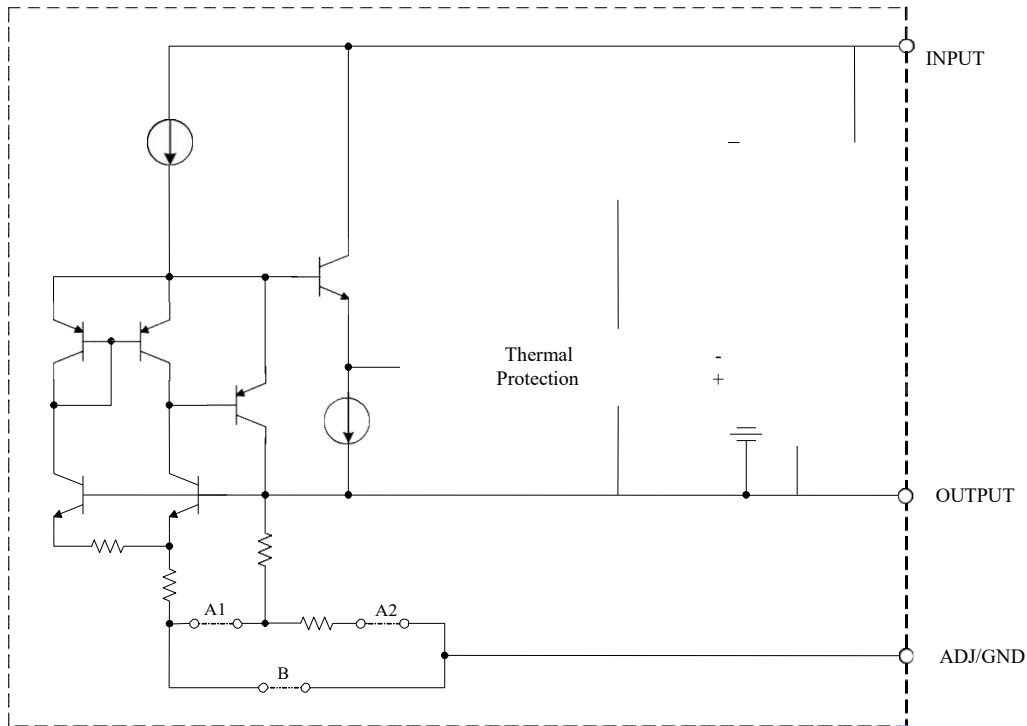 INPUT
Thermal
Protection
-
+
OUTPUT
A1
A2
B
ADJ/GND